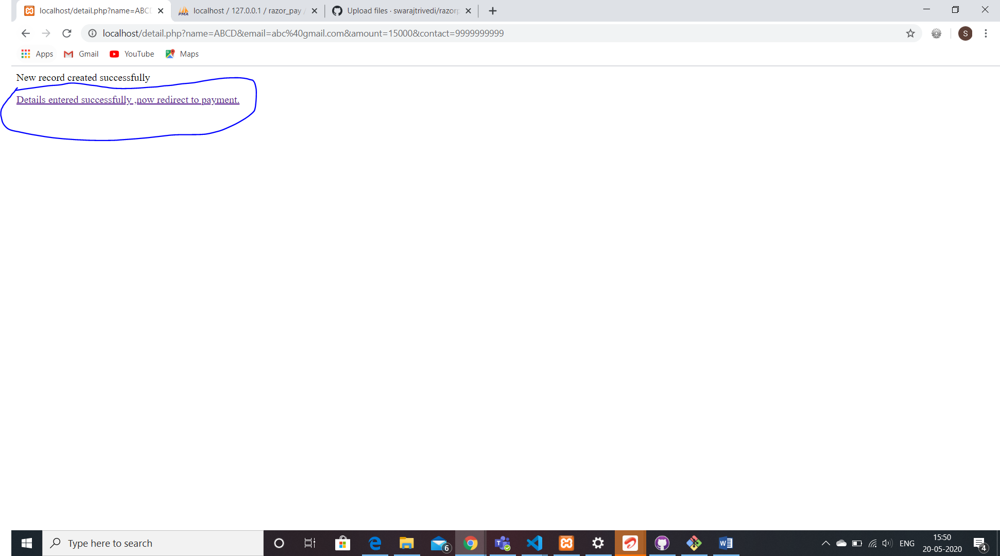 localhost/detail.php?name=ABCD
localhost / 127.0.0.1 / razor_pay /
Upload files · swarajtrivedi/razorp
localhost/detail.php?name=ABCD&email=abc%40gmail.com&amount=15000&contact=9999999999
S
Apps
Gmail
YouTube
Maps
New record created successfully
Details entered successfully ,now redirect to payment.
Type here to search
6
ENG
15:50
20-05-2020
4